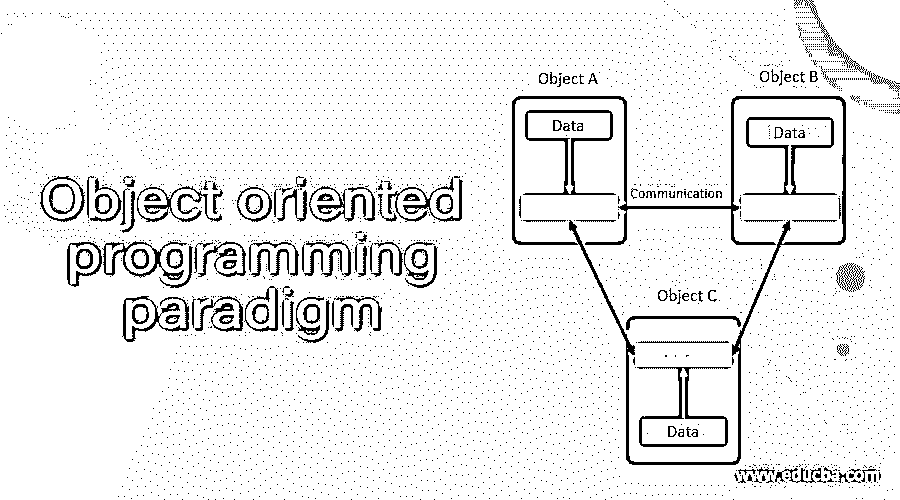 Object oriented
programming
paradigm
Object A
Data
Communication
Object B
Data
Object C
Data
www.educba.com